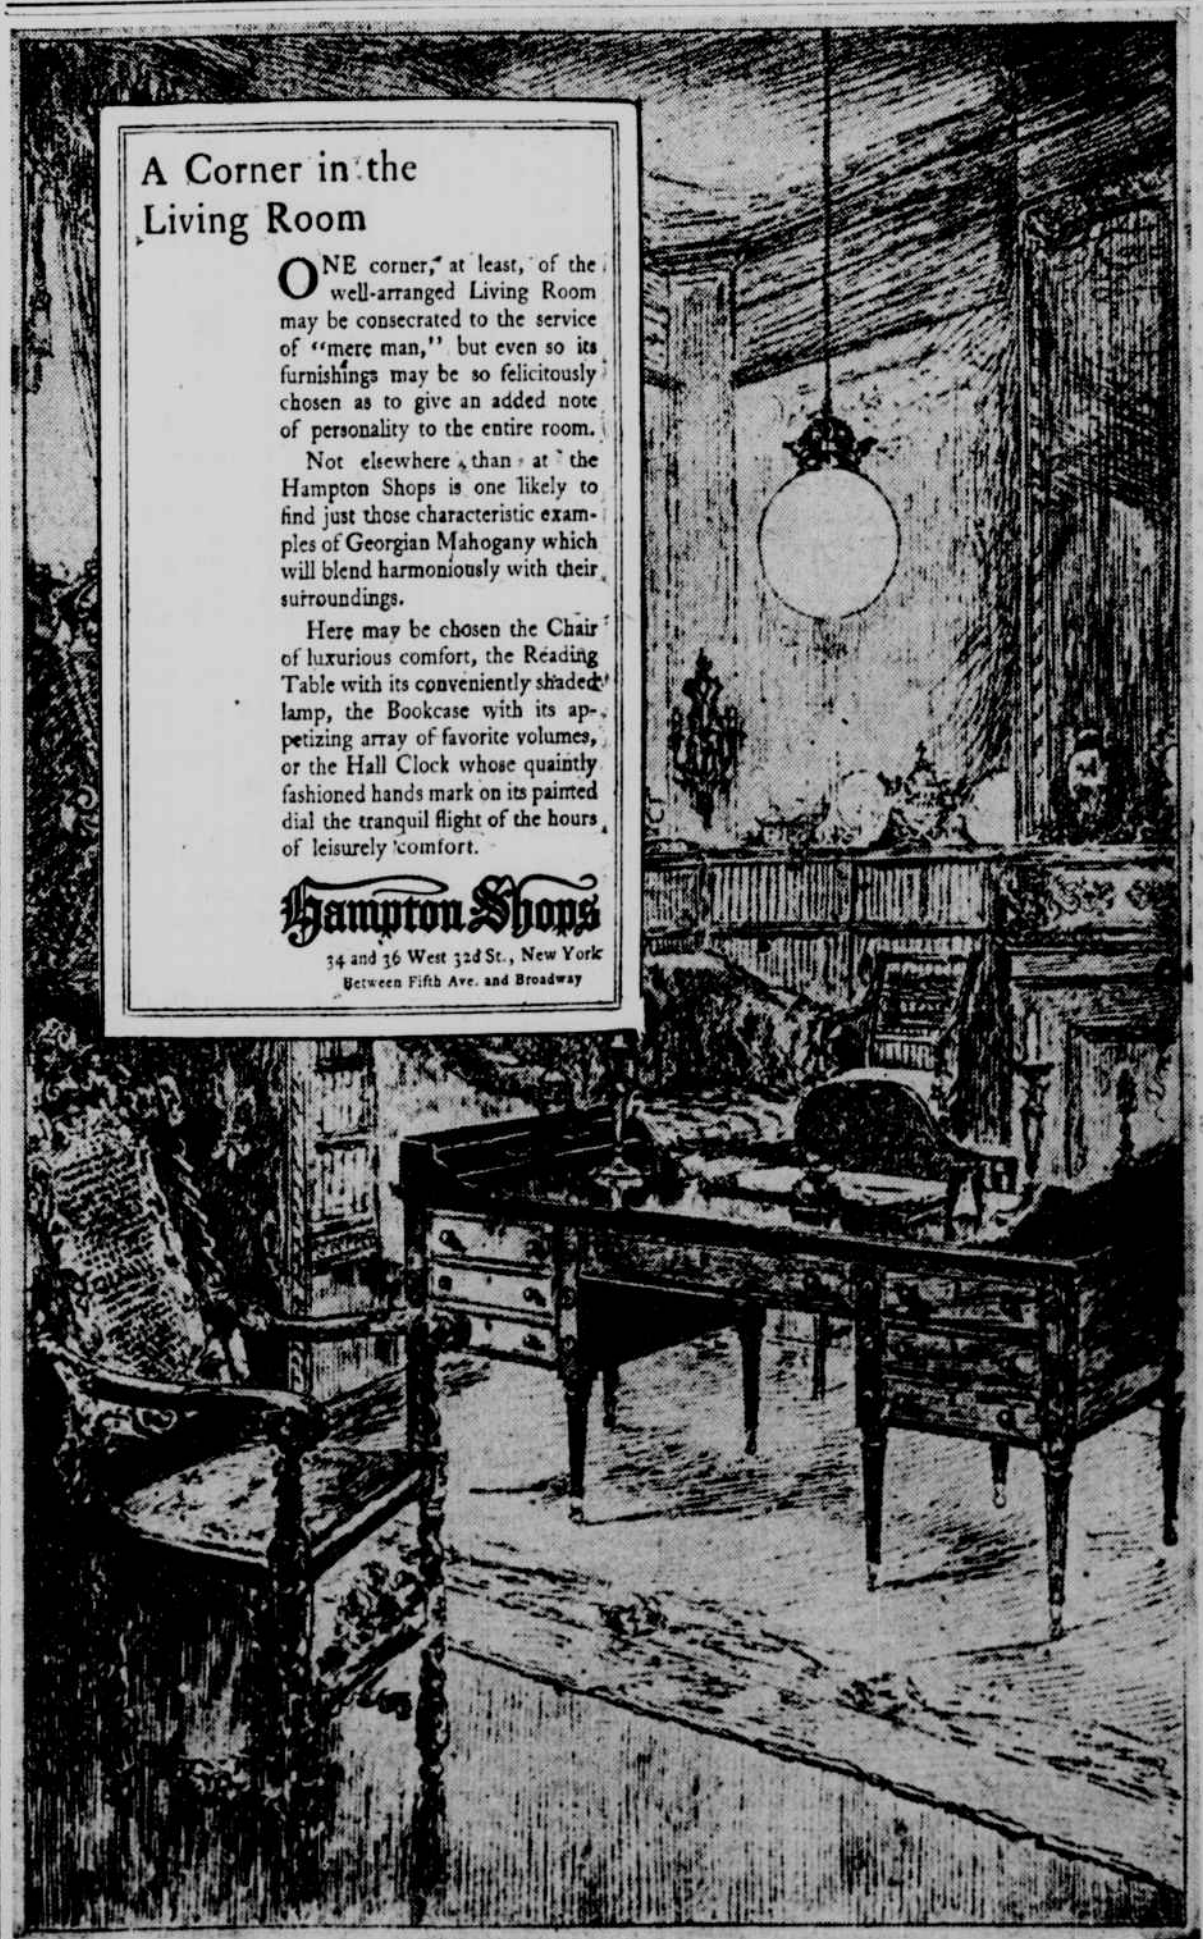 A Corner in the
Living Room
ONE corner, at least, of the
well-arranged Living Room
may be consecrated to the service
of “mere man,” but even so its
furnishings may be so felicitously
chosen as to give an added note
of personality to the entire room.
Not elsewhere than at the
Hampton Shops is one likely to
find just those characteristic exam-
ples of Georgian Mahogany which
will blend harmoniously with their
surroundings.
Here may be chosen the Chair
of luxurious comfort, the Reading
Table with its conveniently shaded
lamp, the Bookcase with its ap-
petizing array of favorite volumes,
or the Hall Clock whose quaintly
fashioned hands mark on its painted
dial the tranquil flight of the hours
of leisurely comfort.
Hampton Shops
34 and 36 West 32d St., New York
Between Fifth Ave. and Broadway